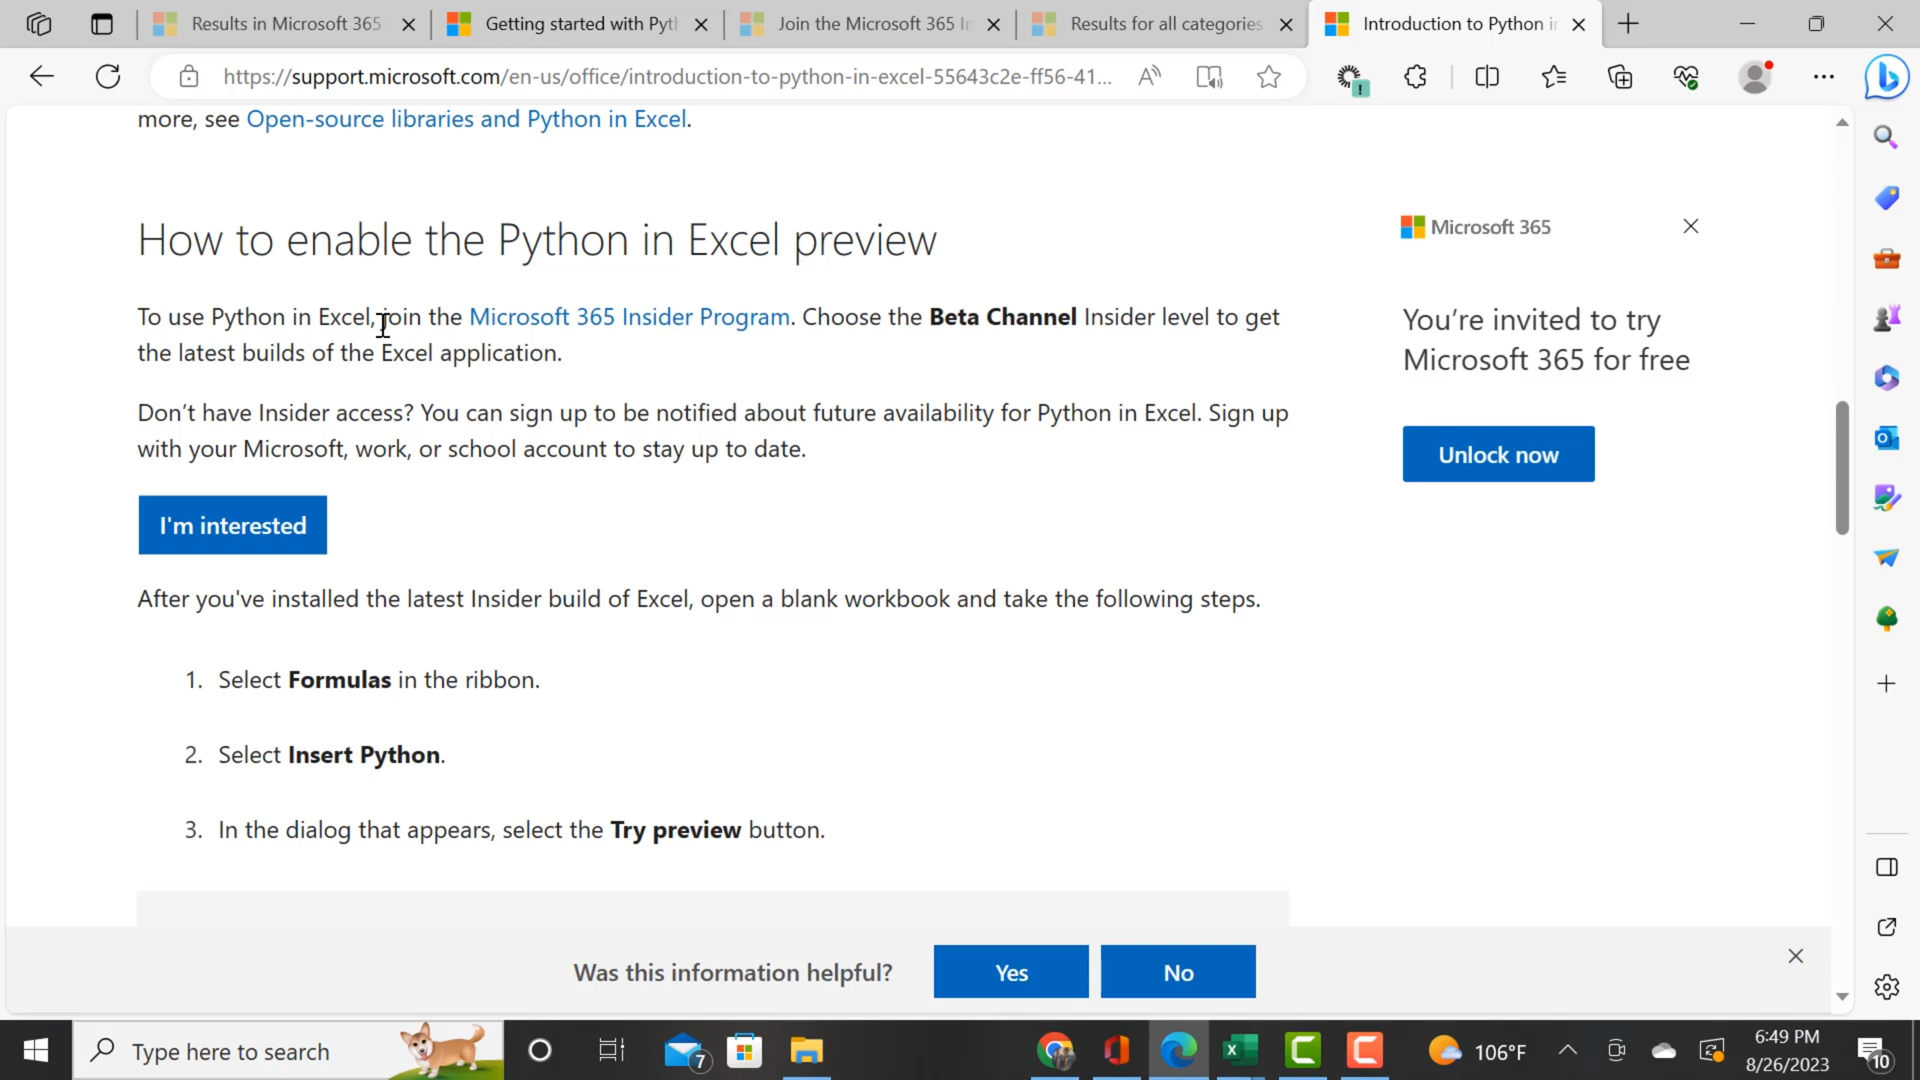 Results in Microsoft 365
Getting started with Pyth
Join the Microsoft 365 In
Results for all categories
Introduction to Python in
https://support.microsoft.com/en-us/office/introduction-to-python-in-excel-55643c2e-ff56-41...
more, see Open-source libraries and Python in Excel.
How to enable the Python in Excel preview
To use Python in Excel, join the Microsoft 365 Insider Program. Choose the Beta Channel Insider level to get
the latest builds of the Excel application.
Don't have Insider access? You can sign up to be notified about future availability for Python in Excel. Sign up
with your Microsoft, work, or school account to stay up to date.
I'm interested
After you've installed the latest Insider build of Excel, open a blank workbook and take the following steps.
1. Select Formulas in the ribbon.
2. Select Insert Python.
3. In the dialog that appears, select the Try preview button.
Microsoft 365
You're invited to try
Microsoft 365 for free
Unlock now
Was this information helpful?
Yes
No
Type here to search
7
106°F
6:49 PM
8/26/2023
10